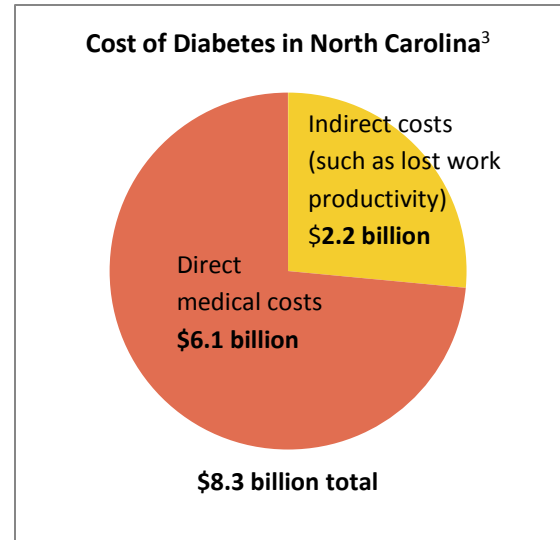 Cost of Diabetes in North Carolina³
Indirect costs
(such as lost work
productivity)
$2.2 billion
Direct
medical costs
$6.1 billion
$8.3 billion total